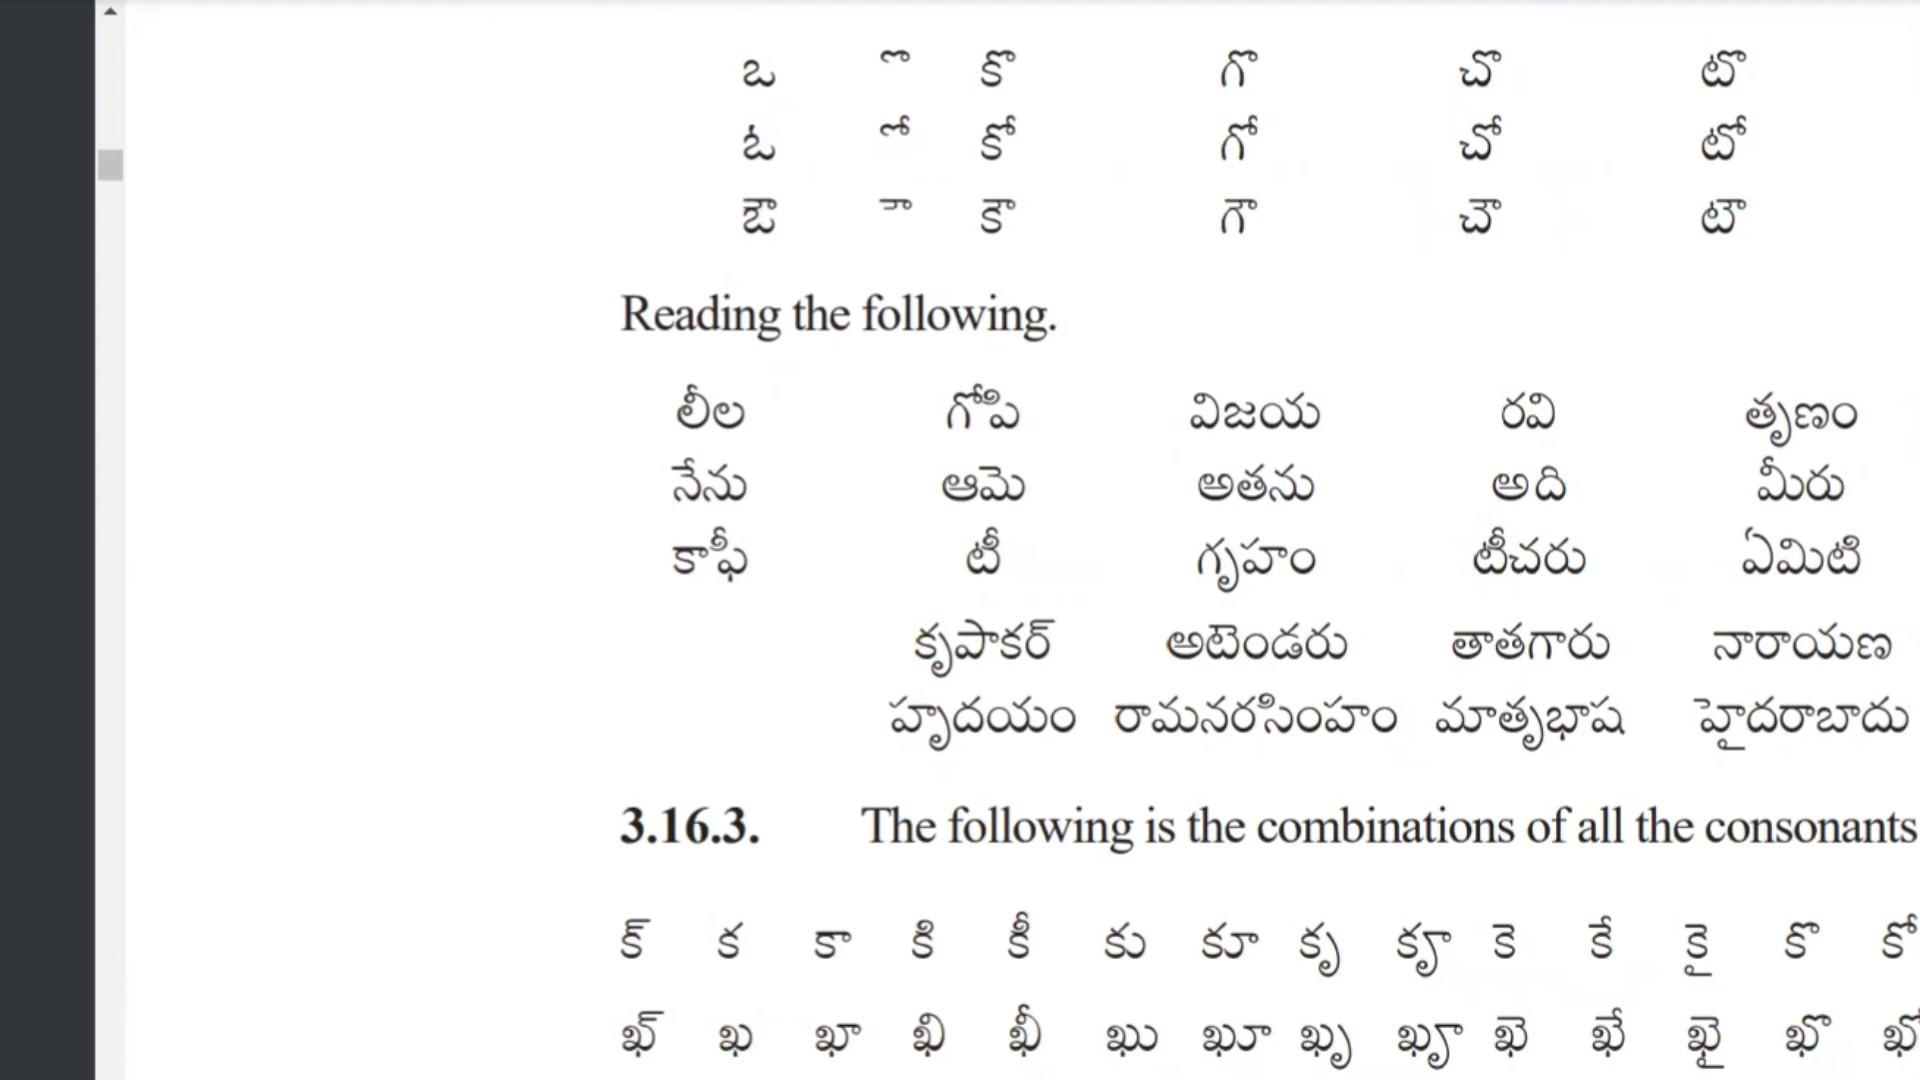 ఒ ొ కొ గొ చొ టొ
ఓ ో కో గో చో టో
ఔ ౌ కౌ గౌ చౌ టౌ
Reading the following.
లీల గోపి విజయ రవి తృణం
నేను ఆమె అతను అది మీరు
కాఫీ టీ గృహం టీచరు ఏమిటి
కృపాకర్ అటెండరు తాతగారు నారాయణ
హృదయం రామనరసింహం మాతృభాష హైదరాబాదు
3.16.3. The following is the combinations of all the consonants
క్ క కా కి కీ కు కూ కృ కౄ కె కే కై కొ కో
ఖ్ ఖ ఖా ఖి ఖీ ఖు ఖూ ఖృ ఖౄ ఖె ఖే ఖై ఖొ ఖో